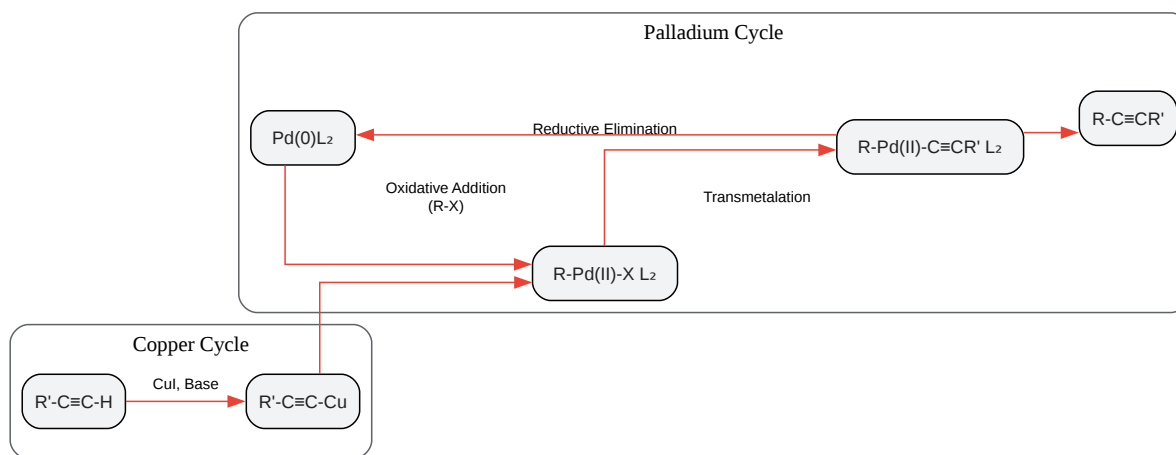 Palladium Cycle
R-C≡CR'
Pd(0)L₂
Reductive Elimination
R-Pd(II)-C≡CR' L₂
Oxidative Addition
(R-X)
Transmetalation
R-Pd(II)-X L₂
Copper Cycle
CuI, Base
R'-C≡C-H
R'-C≡C-Cu